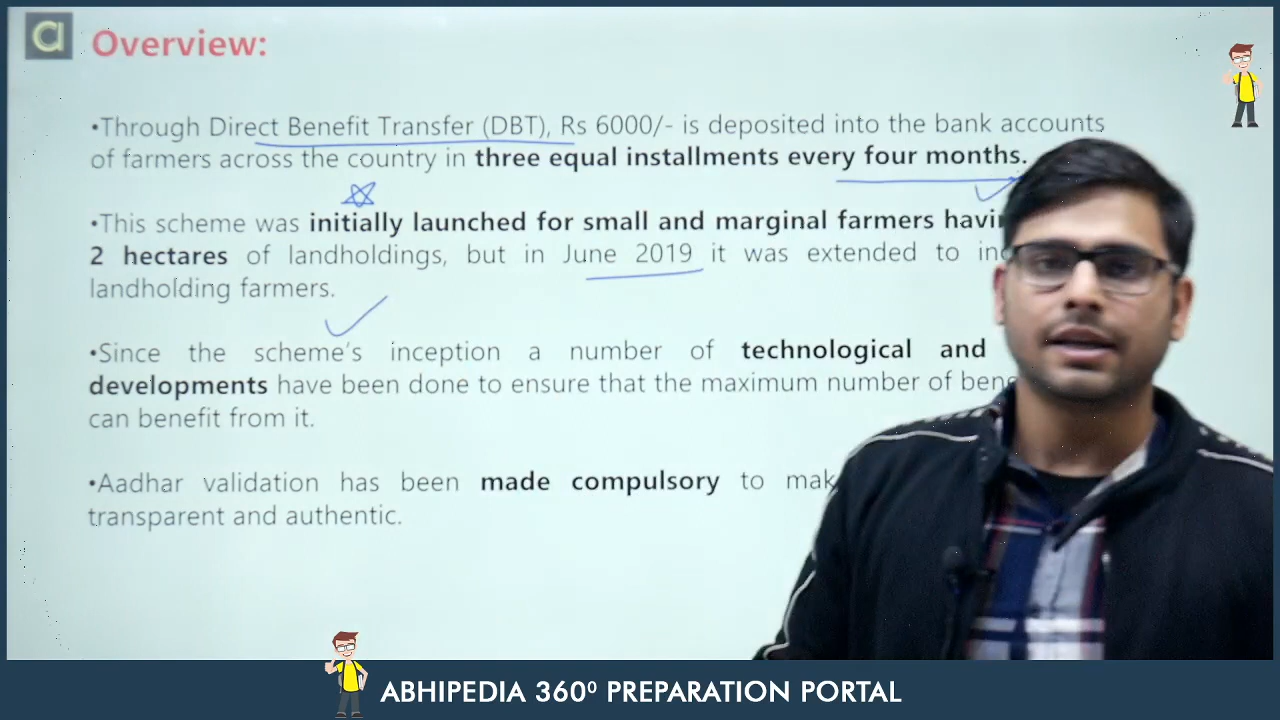 a Overview:
•Through Direct Benefit Transfer (DBT), Rs 6000/- is deposited into the bank accounts
of farmers across the country in three equal installments every four months.
•This scheme was initially launched for small and marginal farmers
2 hectares of landholdings, but in June 2019 it was extended to
landholding farmers.
•Since the scheme's inception a number of technological and
developments have been done to ensure that the maximum number of
can benefit from it.
•Aadhar validation has been made compulsory to
transparent and authentic.
ABHIPEDIA 360⁰ PREPARATION PORTAL